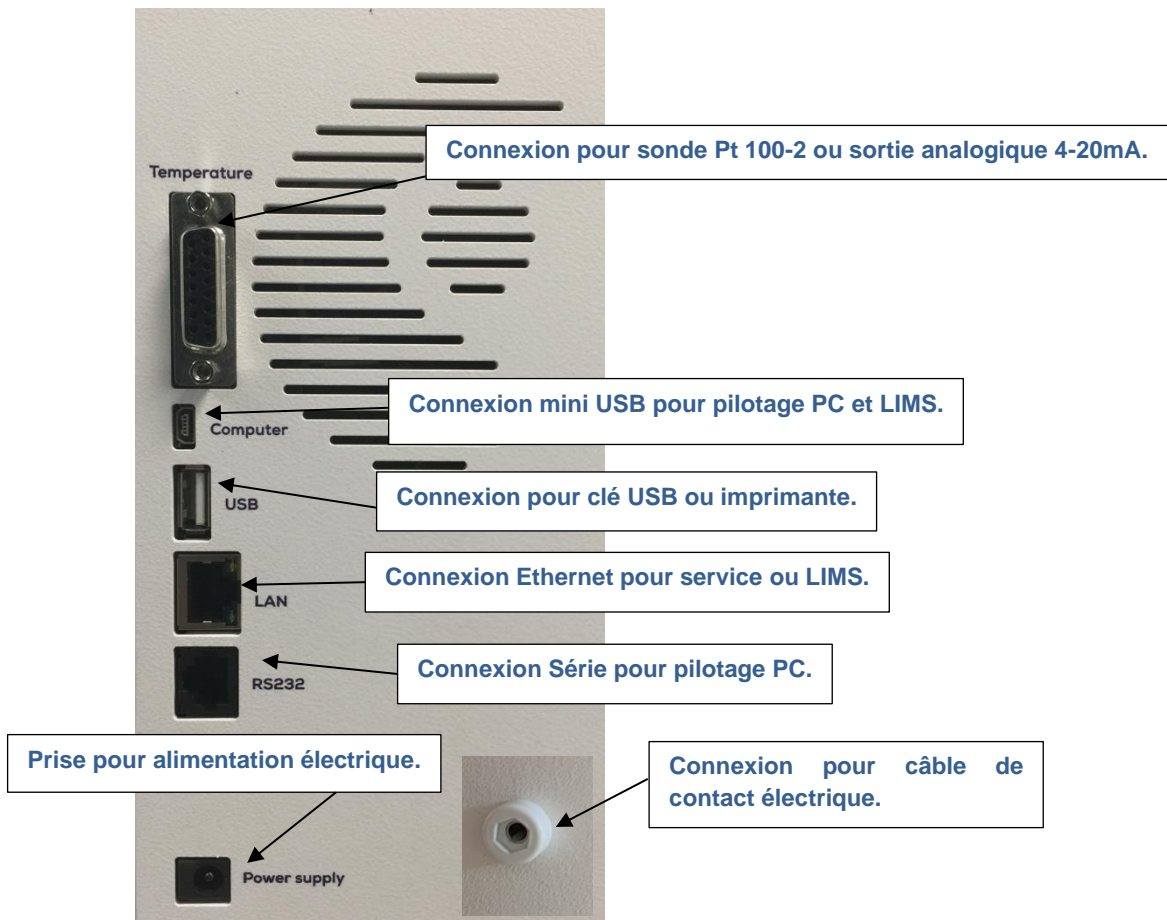 Connexion pour sonde Pt 100-2 ou sortie analogique 4-20mA.
Temperature
Connexion mini USB pour pilotage PC et LIMS.
Computer
Connexion pour clé USB ou imprimante.
USB
Connexion Ethernet pour service ou LIMS.
LAN
Connexion Série pour pilotage PC.
RS232
Prise pour alimentation électrique.
Connexion pour câble de
contact électrique.
Power supply